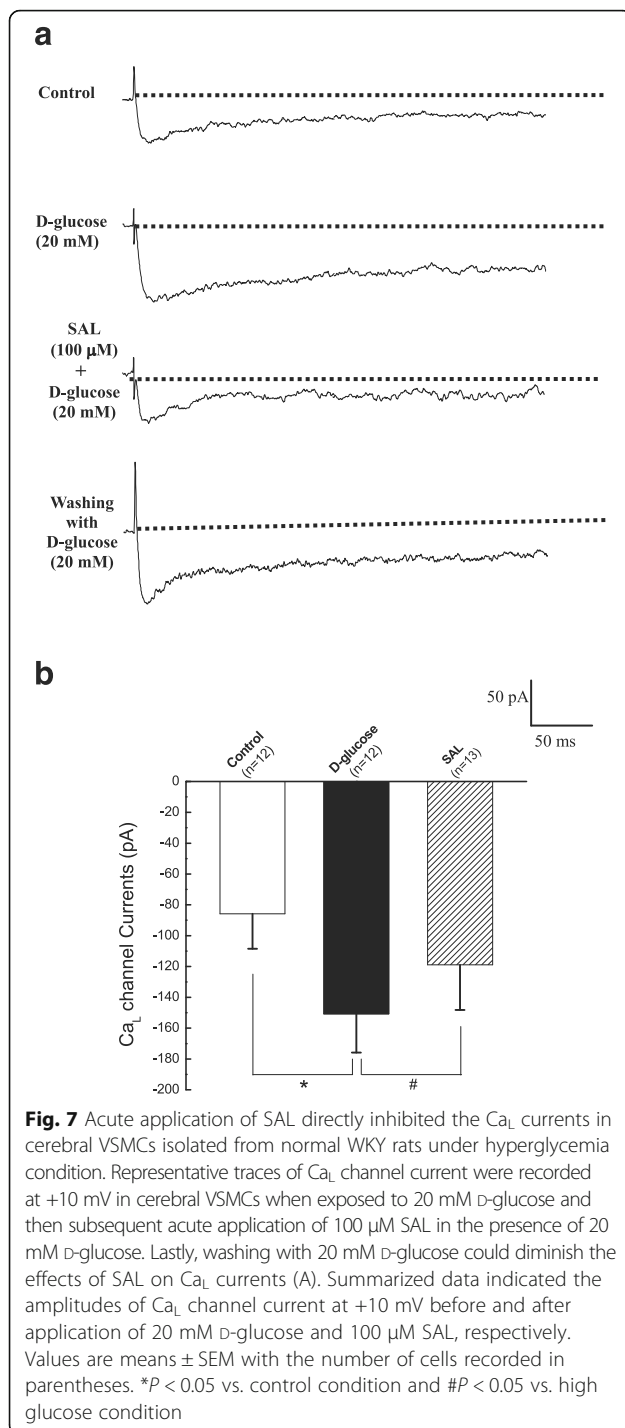 a
Control
D-glucose
(20 mM)
SAL
(100 µM)
+
D-glucose
(20 mM)
Washing
with
D-glucose
(20 mM)
b
50 pA
50 ms
Control
(n=12)
D-glucose
(n=12)
SAL
(n=13)
0
-20
-40
-60
-80
-100
-120
-140
-160
-180
-200
CaL channel Currents (pA)
*
#
Fig. 7 Acute application of SAL directly inhibited the CaL currents in
cerebral VSMCs isolated from normal WKY rats under hyperglycemia
condition. Representative traces of CaL channel current were recorded
at +10 mV in cerebral VSMCs when exposed to 20 mM D-glucose and
then subsequent acute application of 100 µM SAL in the presence of 20
mM D-glucose. Lastly, washing with 20 mM D-glucose could diminish the
effects of SAL on CaL currents (A). Summarized data indicated the
amplitudes of CaL channel current at +10 mV before and after
application of 20 mM D-glucose and 100 µM SAL, respectively.
Values are means ± SEM with the number of cells recorded in
parentheses. *P < 0.05 vs. control condition and #P < 0.05 vs. high
glucose condition